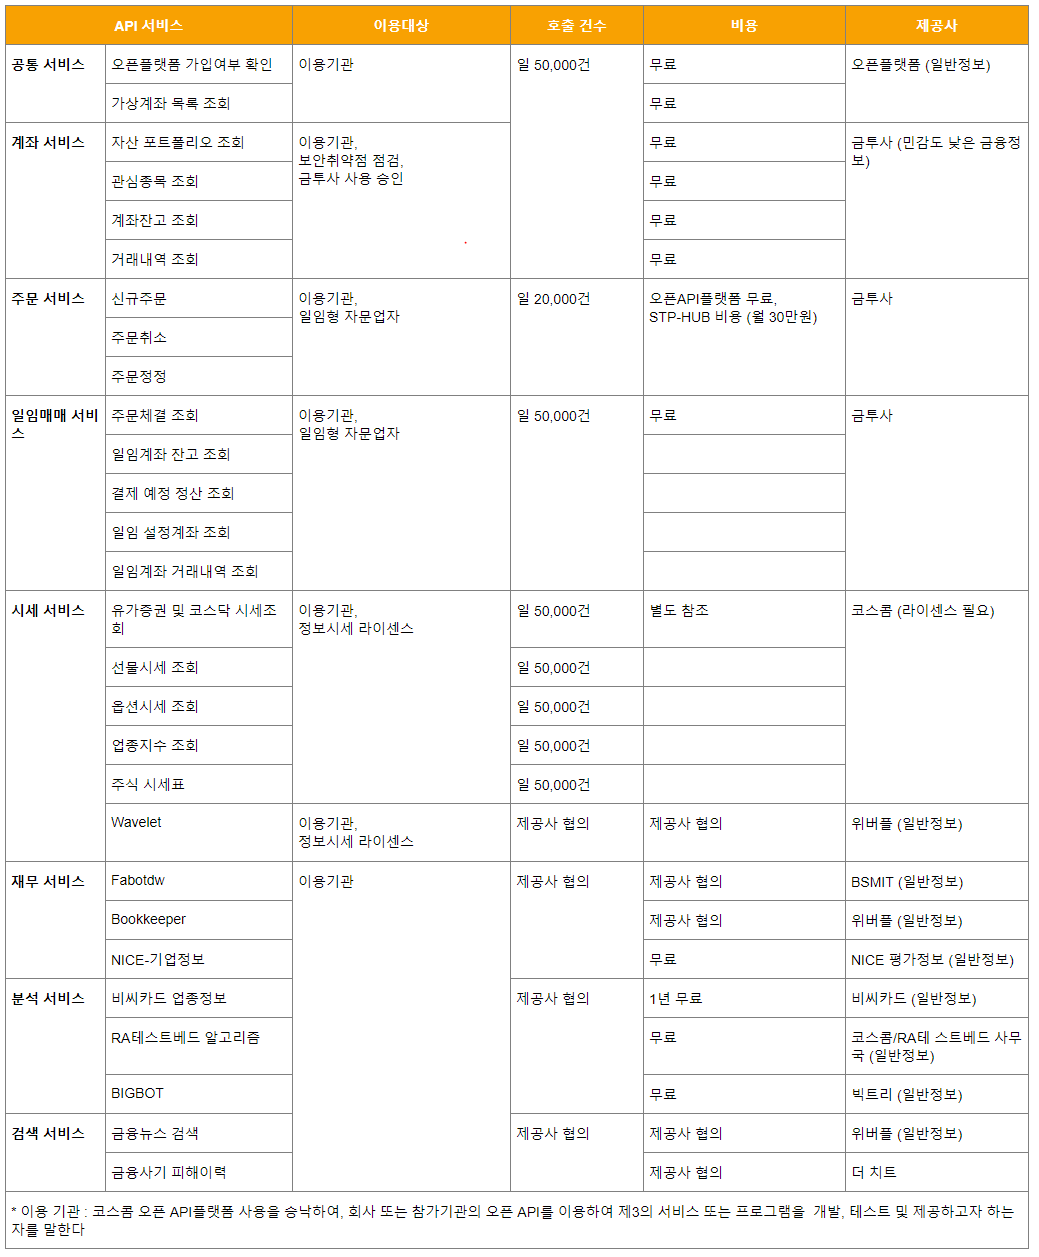 API 서비스 이용대상 호출 건수 비용 제공사
공통 서비스 오픈플랫폼 가입여부 확인 이용기관 일 50,000건 무료 오픈플랫폼 (일반정보)
가상계좌 목록 조회 무료
계좌 서비스 자산 포트폴리오 조회 이용기관, 무료 금투사 (민감도 낮은 금융정
보안취약점 점검, 보)
금투사 사용 승인
관심종목 조회 무료
계좌잔고 조회 무료
거래내역 조회 무료
주문 서비스 신규주문 이용기관, 일 20,000건 오픈API플랫폼 무료, 금투사
일임형 자문업자 STP-HUB 비용 (월 30만원)
주문취소
주문정정
일임매매 서비 주문체결 조회 이용기관, 일 50,000건 무료 금투사
스 일임형 자문업자
일임계좌 잔고 조회
결제 예정 정산 조회
일임 설정계좌 조회
일임계좌 거래내역 조회
시세 서비스 유가증권 및 코스닥 시세조 이용기관, 일 50,000건 별도 참조 코스콤 (라이센스 필요)
회 정보시세 라이센스
선물시세 조회 일 50,000건
옵션시세 조회 일 50,000건
업종지수 조회 일 50,000건
주식 시세표 일 50,000건
Wavelet 이용기관, 제공사 협의 제공사 협의 위버플 (일반정보)
정보시세 라이센스
재무 서비스 Fabotdw 이용기관 제공사 협의 제공사 협의 BSMIT (일반정보)
Bookkeeper 제공사 협의 위버플 (일반정보)
NICE-기업정보 무료 NICE 평가정보 (일반정보)
분석 서비스 비씨카드 업종정보 제공사 협의 1년 무료 비씨카드 (일반정보)
RA테스트베드 알고리즘 무료 코스콤/RA테 스트베드 사무
국 (일반정보)
BIGBOT 무료 빅트리 (일반정보)
검색 서비스 금융뉴스 검색 제공사 협의 제공사 협의 위버플 (일반정보)
금융사기 피해이력 제공사 협의 더 치트
* 이용 기관 : 코스콤 오픈 API플랫폼 사용을 승낙하여, 회사 또는 참가기관의 오픈 API를 이용하여 제3의 서비스 또는 프로그램을 개발, 테스트 및 제공하고자 하는
자를 말한다